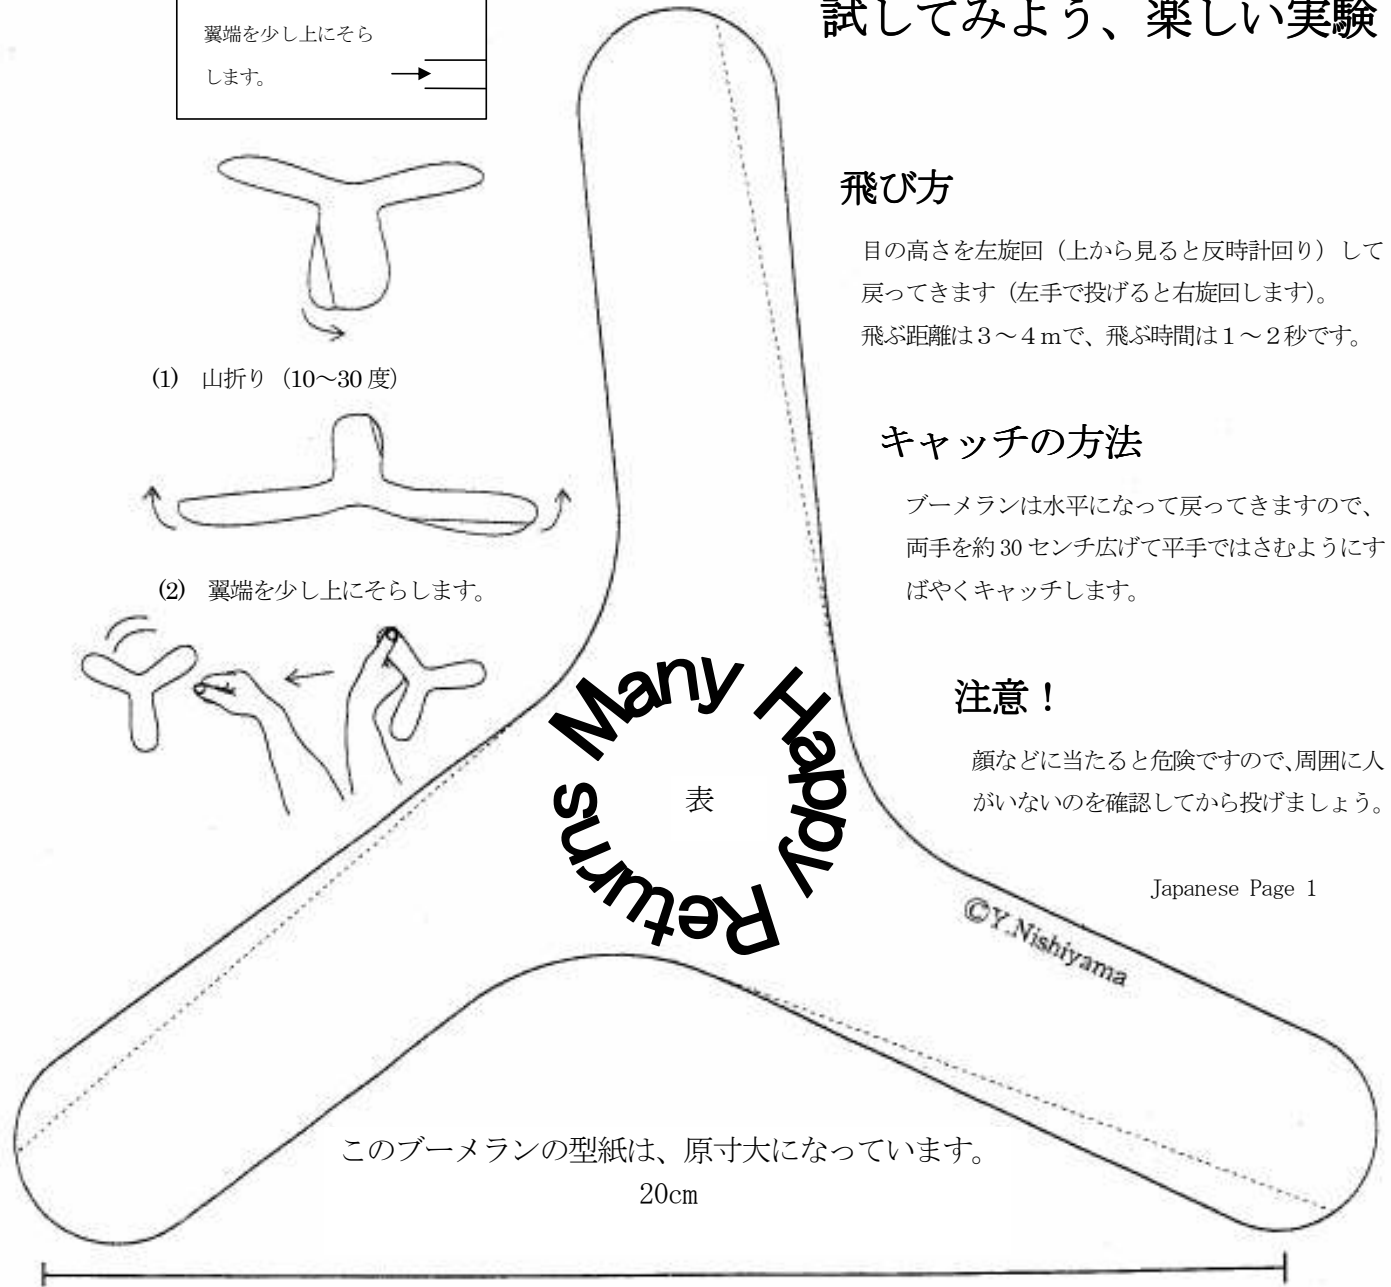 試してみよう、楽しい実験
翼端を少し上にそら
します。
(1) 山折り（10～30 度）
(2) 翼端を少し上にそらします。
飛び方
目の高さを左旋回（上から見ると反時計回り）して
戻ってきます（左手で投げると右旋回します）。
飛ぶ距離は３～４ｍで、飛ぶ時間は１～２秒です。
キャッチの方法
ブーメランは水平になって戻ってきますので、
両手を約 30 センチ広げて平手ではさむようにす
ばやくキャッチします。
注意！
顔などに当たると危険ですので、周囲に人
がいないのを確認してから投げましょう。
Japanese Page 1
Many Happy Returns
表
©Y.Nishiyama
このブーメランの型紙は、原寸大になっています。
20cm